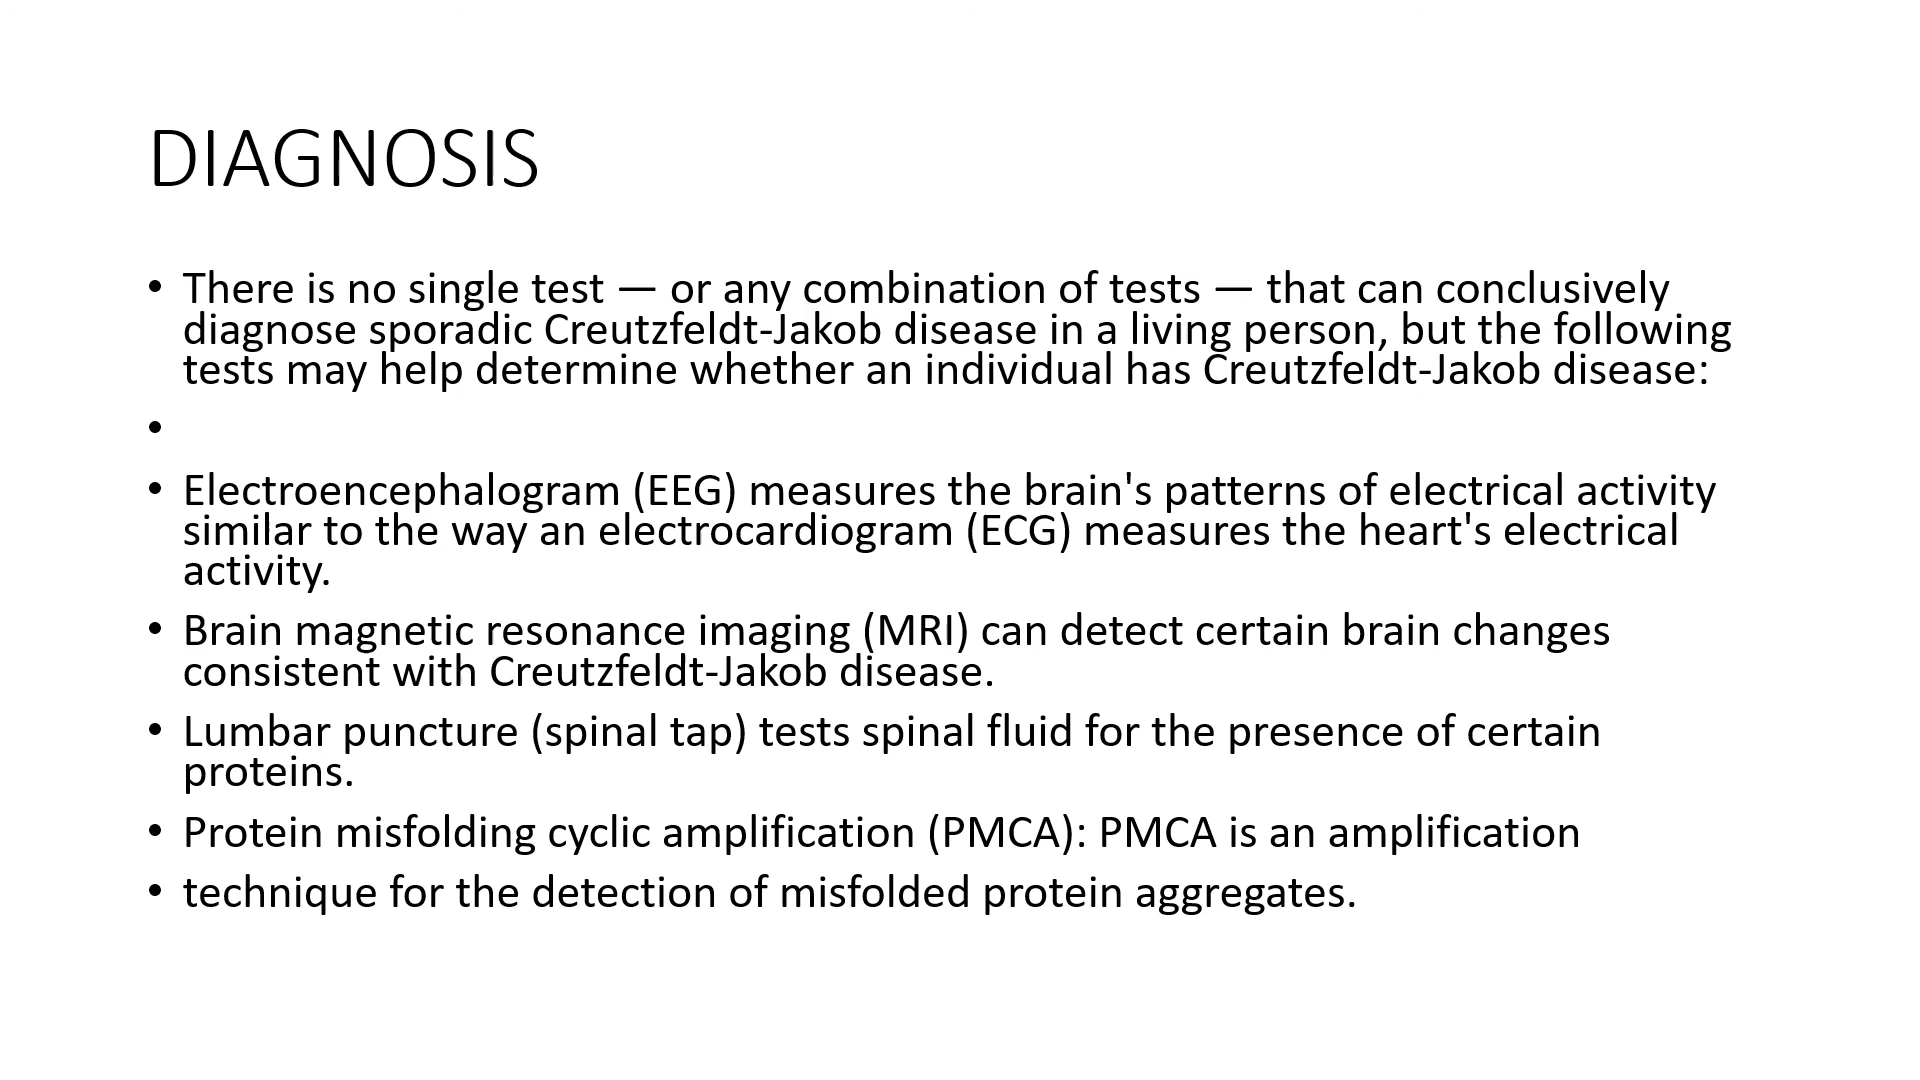 DIAGNOSIS
• There is no single test — or any combination of tests — that can conclusively
diagnose sporadic Creutzfeldt-Jakob disease in a living person, but the following
tests may help determine whether an individual has Creutzfeldt-Jakob disease:
•
• Electroencephalogram (EEG) measures the brain's patterns of electrical activity
similar to the way an electrocardiogram (ECG) measures the heart's electrical
activity.
• Brain magnetic resonance imaging (MRI) can detect certain brain changes
consistent with Creutzfeldt-Jakob disease.
• Lumbar puncture (spinal tap) tests spinal fluid for the presence of certain
proteins.
• Protein misfolding cyclic amplification (PMCA): PMCA is an amplification
• technique for the detection of misfolded protein aggregates.